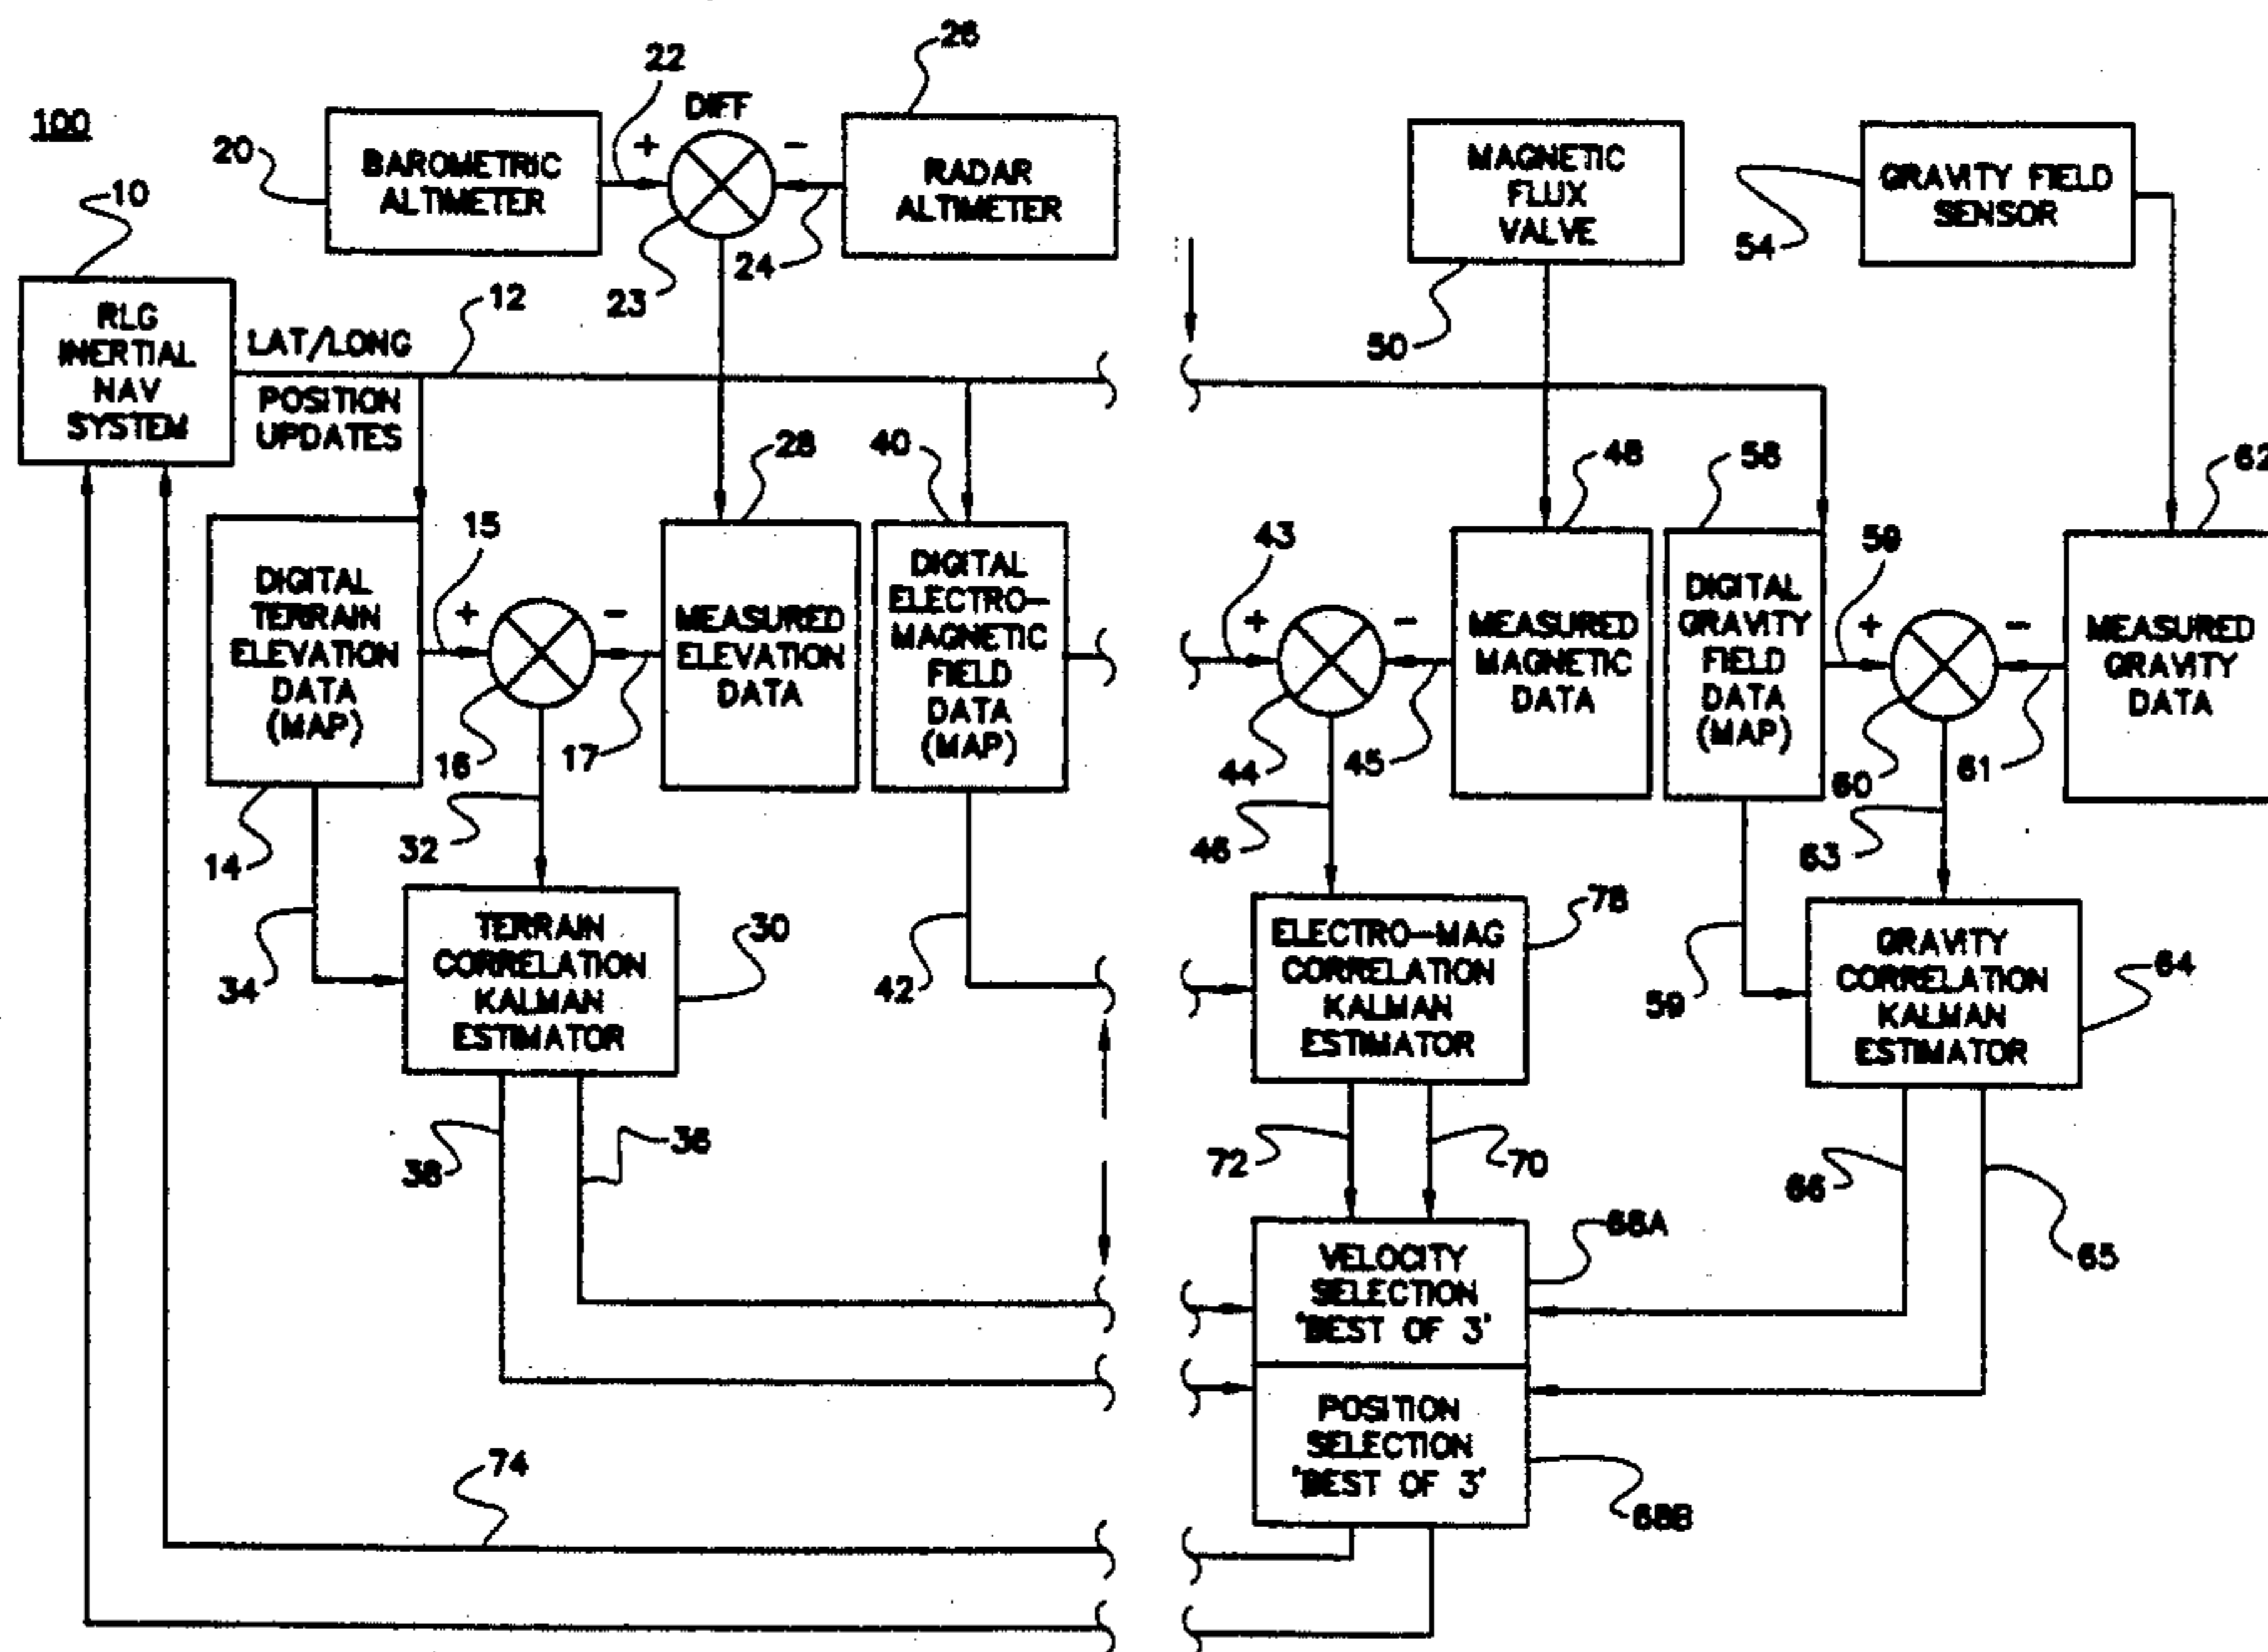 100
10
RLG
INERTIAL
NAV
SYSTEM
20
BAROMETRIC
ALTIMETER
22
+
DIFF
-
23
24
26
RADAR
ALTIMETER
50
MAGNETIC
FLUX
VALVE
54
GRAVITY FIELD
SENSOR
LAT/LONG
POSITION
UPDATES
12
14
DIGITAL
TERRAIN
ELEVATION
DATA
(MAP)
15
+
-
16
17
28
MEASURED
ELEVATION
DATA
40
DIGITAL
ELECTRO-
MAGNETIC
FIELD
DATA
(MAP)
43
+
-
44
45
48
MEASURED
MAGNETIC
DATA
58
DIGITAL
GRAVITY
FIELD
DATA
(MAP)
59
+
-
60
61
62
MEASURED
GRAVITY
DATA
32
34
TERRAIN
CORRELATION
KALMAN
ESTIMATOR
30
42
46
ELECTRO-MAG
CORRELATION
KALMAN
ESTIMATOR
78
59
63
GRAVITY
CORRELATION
KALMAN
ESTIMATOR
64
38
36
72
70
66
65
VELOCITY
SELECTION
'BEST OF 3'
68A
POSITION
SELECTION
'BEST OF 3'
68B
74